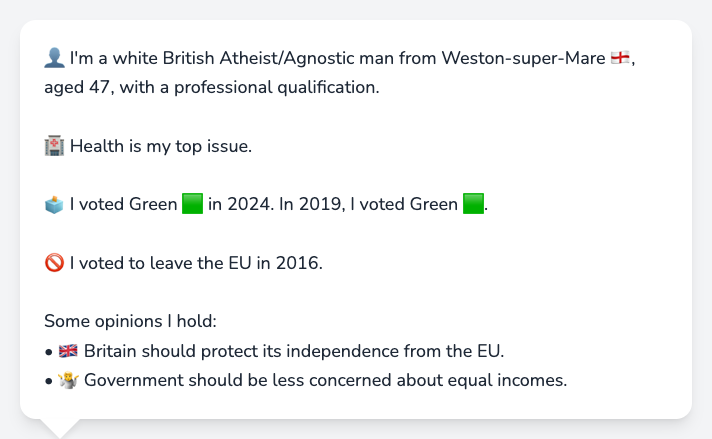 👤 I'm a white British Atheist/Agnostic man from Weston-super-Mare 🏴󠁧󠁢󠁥󠁮󠁧󠁿,
aged 47, with a professional qualification.
🏥 Health is my top issue.
🗳️ I voted Green 🟩 in 2024. In 2019, I voted Green 🟩.
🚫 I voted to leave the EU in 2016.
Some opinions I hold:
• 🇬🇧 Britain should protect its independence from the EU.
• 🤷 Government should be less concerned about equal incomes.